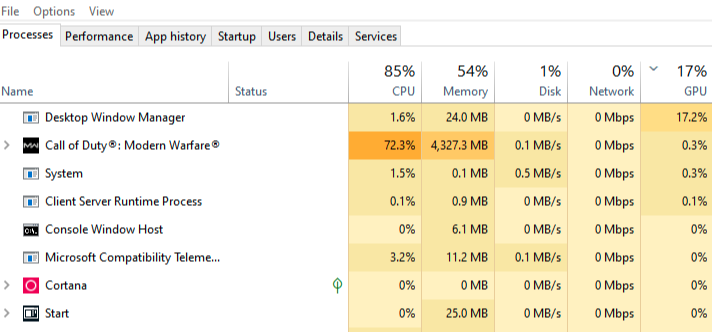 File Options View
Processes Performance App history Startup Users Details Services
85% 54% 1% 0% 17%
Name Status CPU Memory Disk Network GPU
Desktop Window Manager 1.6% 24.0 MB 0 MB/s 0 Mbps 17.2%
Call of Duty®: Modern Warfare® 72.3% 4,327.3 MB 0.1 MB/s 0 Mbps 0.3%
System 1.5% 0.1 MB 0.5 MB/s 0 Mbps 0.3%
Client Server Runtime Process 0.1% 0.9 MB 0 MB/s 0 Mbps 0.1%
Console Window Host 0% 6.1 MB 0 MB/s 0 Mbps 0%
Microsoft Compatibility Teleme... 3.2% 11.2 MB 0.1 MB/s 0 Mbps 0%
Cortana 0% 0 MB 0 MB/s 0 Mbps 0%
Start 0% 25.0 MB 0 MB/s 0 Mbps 0%